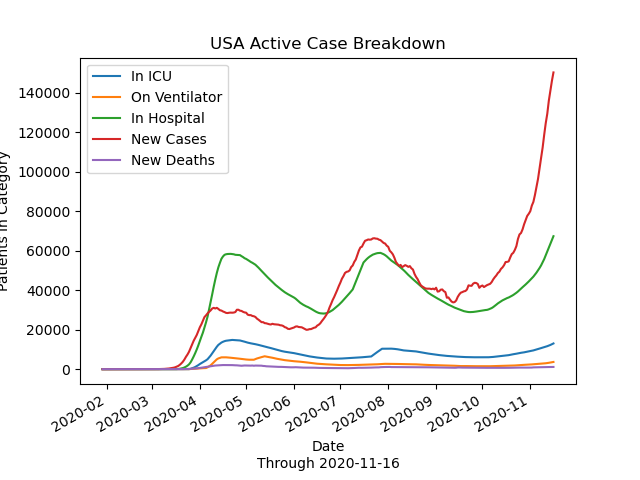 USA Active Case Breakdown
In ICU
On Ventilator
In Hospital
New Cases
New Deaths
140000
120000
100000
80000
60000
40000
20000
0
Patients in Category
2020-02
2020-03
2020-04
2020-05
2020-06
2020-07
2020-08
2020-09
2020-10
2020-11
Date
Through 2020-11-16